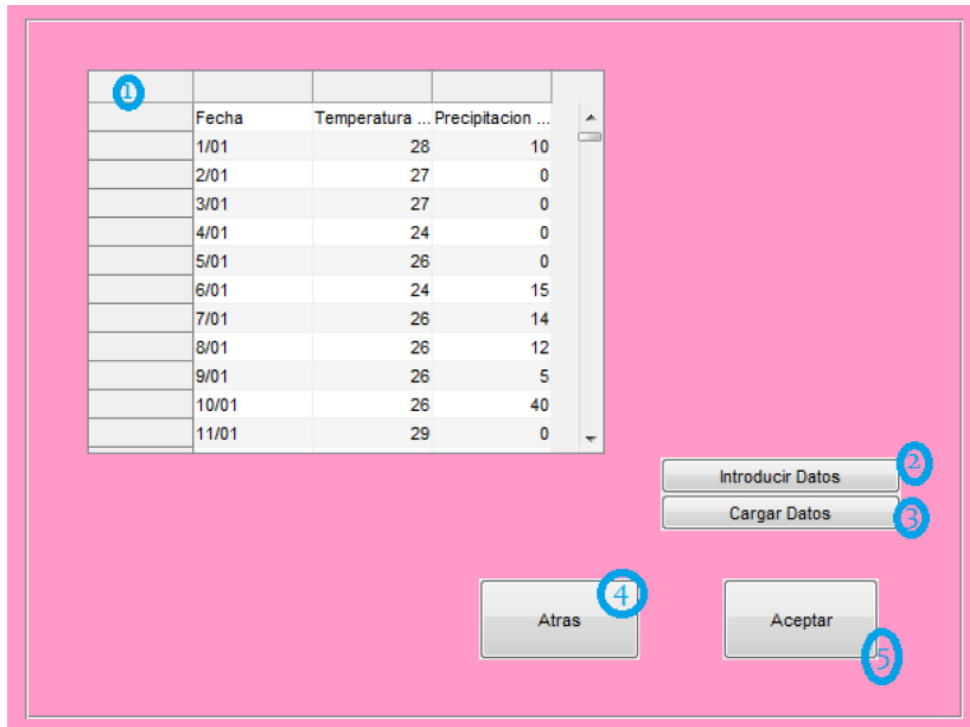 1
Fecha Temperatura ... Precipitacion ...
1/01 28 10
2/01 27 0
3/01 27 0
4/01 24 0
5/01 26 0
6/01 24 15
7/01 26 14
8/01 26 12
9/01 26 5
10/01 26 40
11/01 29 0
Introducir Datos 2
Cargar Datos 3
Atras 4
Aceptar 5